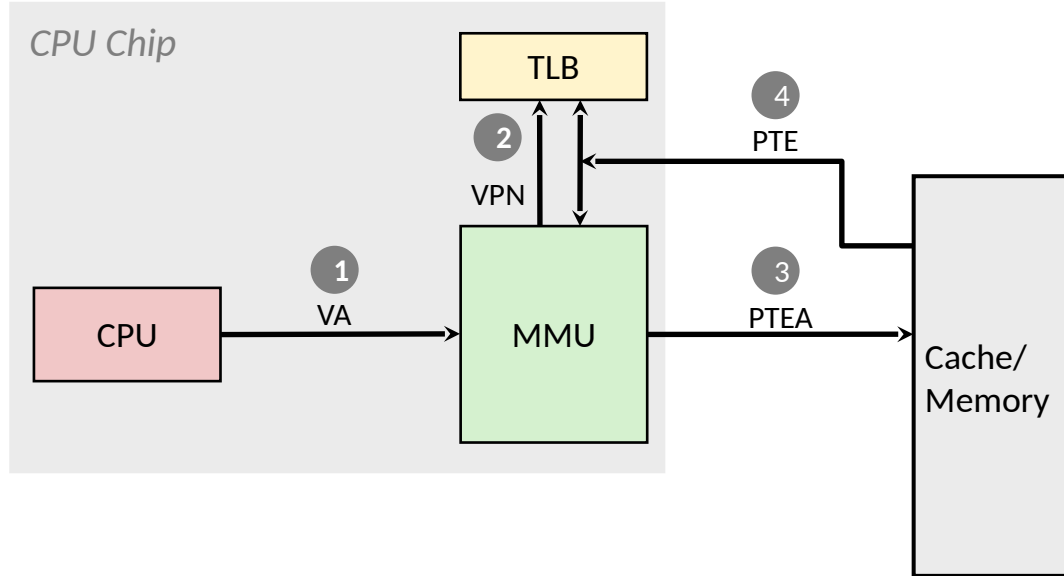 CPU Chip
TLB
4
PTE
2
VPN
1
VA
3
PTEA
CPU
MMU
Cache/
Memory